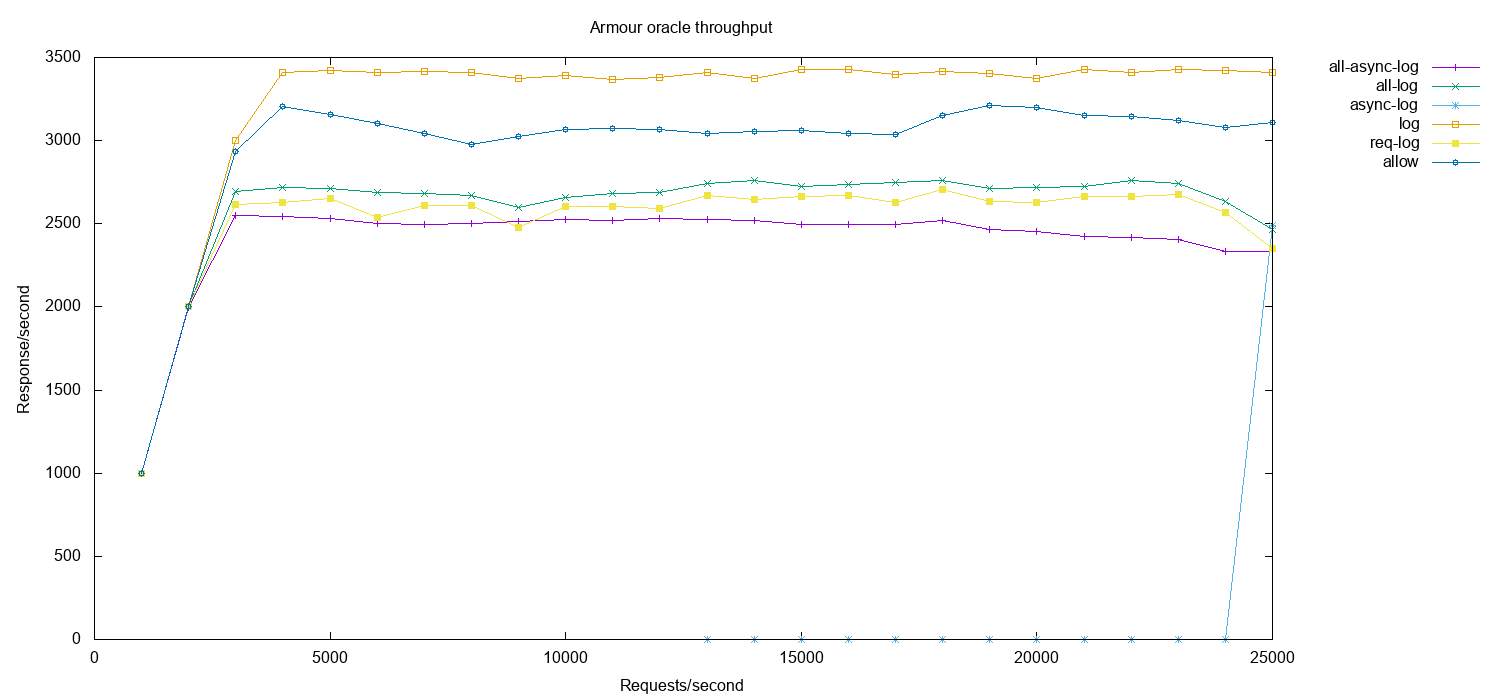 Armour oracle throughput
3500
3000
2500
2000
1500
1000
500
0
Response/second
0 5000 10000 15000 20000 25000
Requests/second
all-async-log
all-log
async-log
log
req-log
allow